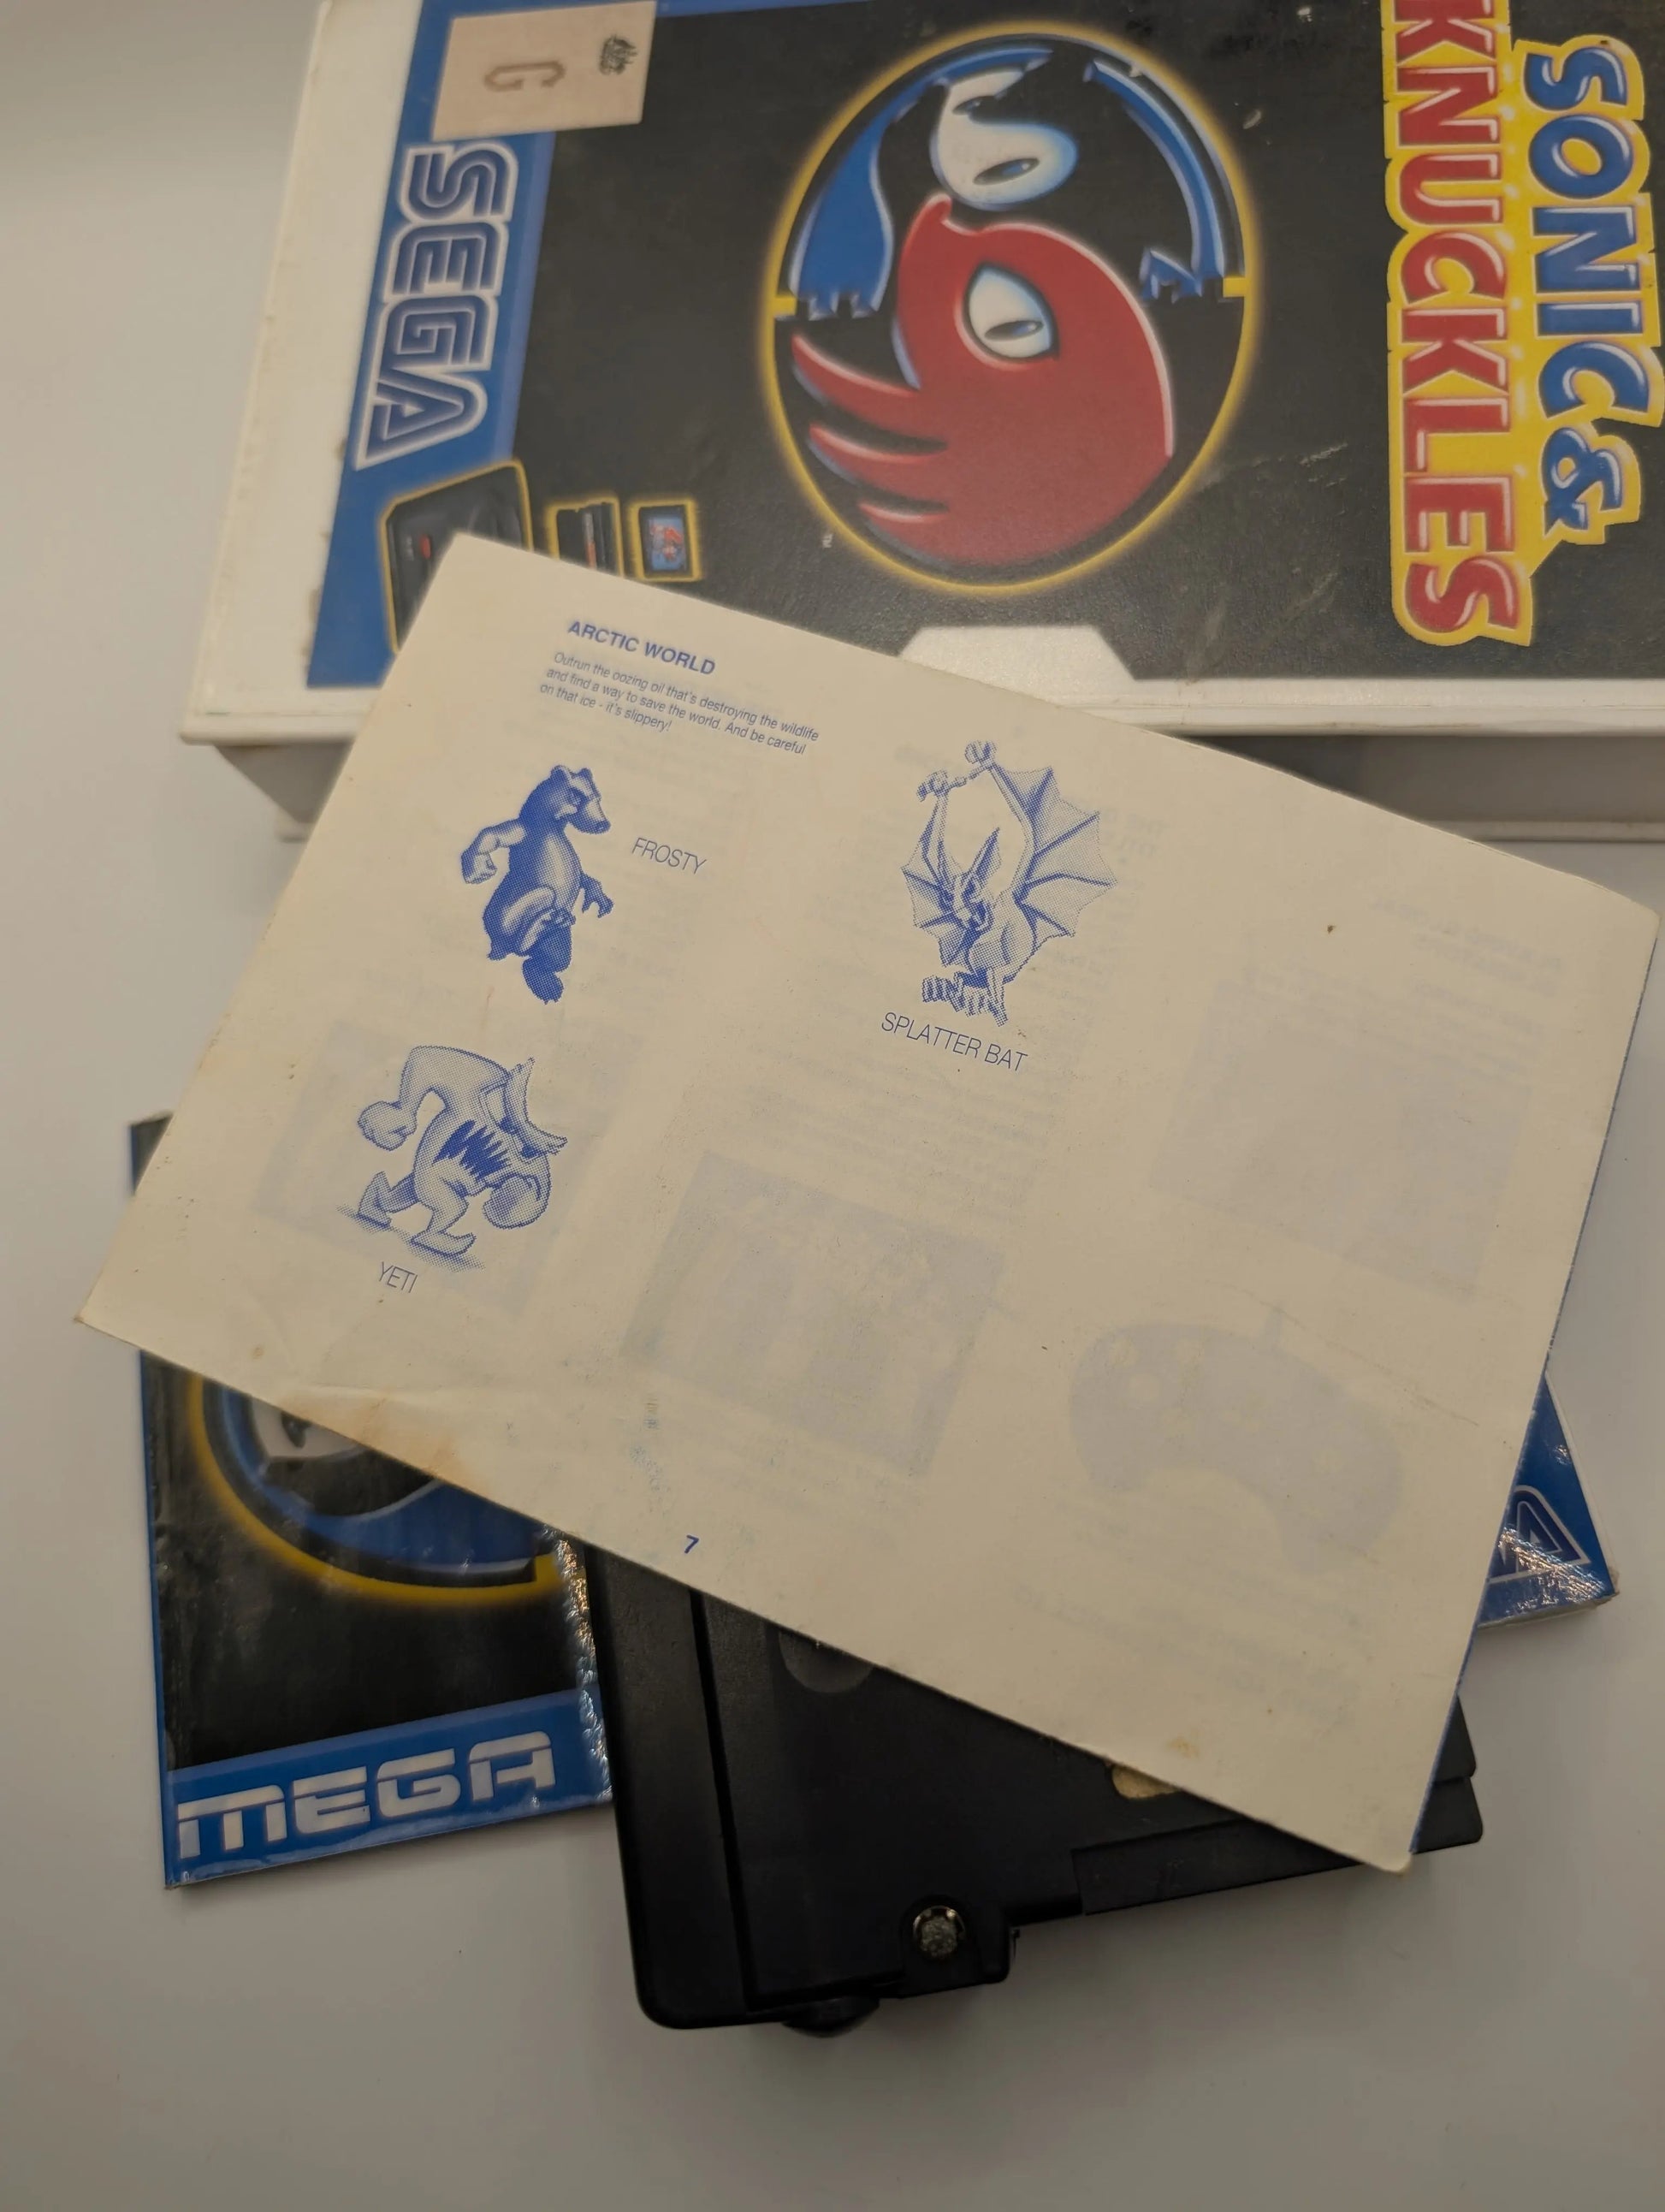 SONIC &
KNUCKLES
G
SEGA
TM
ARCTIC WORLD
Outrun the oozing oil that's destroying the wildlife
and find a way to save the world. And be careful
on that ice - it's slippery!
FROSTY
SPLATTER BAT
YETI
7
MEGA
A